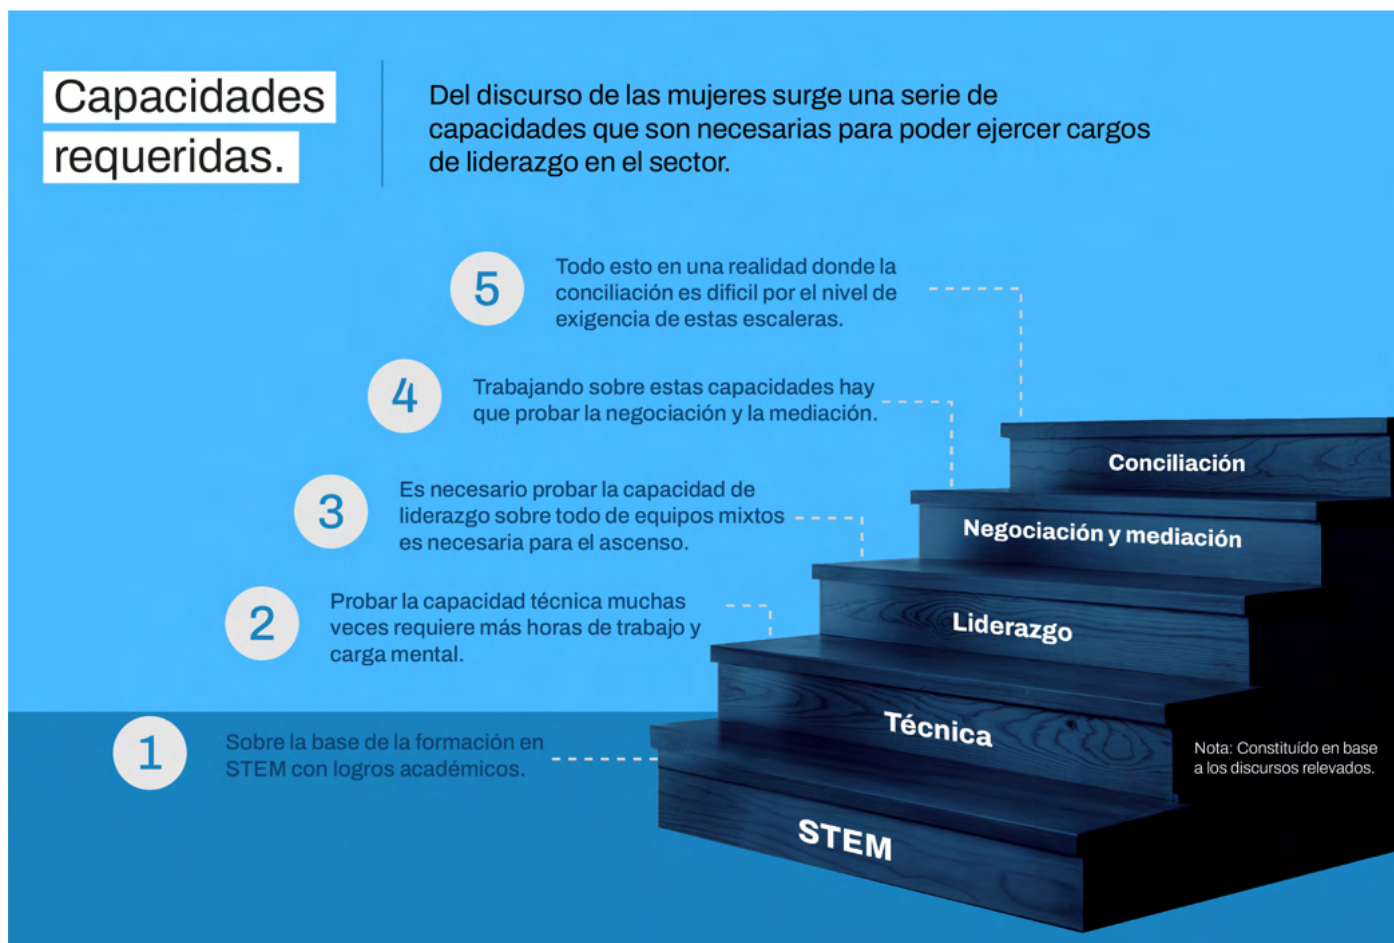 Capacidades
requeridas.
Del discurso de las mujeres surge una serie de
capacidades que son necesarias para poder ejercer cargos
de liderazgo en el sector.
5
Todo esto en una realidad donde la
conciliación es dificil por el nivel de
exigencia de estas escaleras.
4
Trabajando sobre estas capacidades hay
que probar la negociación y la mediación.
3
Es necesario probar la capacidad de
liderazgo sobre todo de equipos mixtos
es necesaria para el ascenso.
2
Probar la capacidad técnica muchas
veces requiere más horas de trabajo y
carga mental.
1
Sobre la base de la formación en
STEM con logros académicos.
Conciliación
Negociación y mediación
Liderazgo
Técnica
STEM
Nota: Constituído en base
a los discursos relevados.